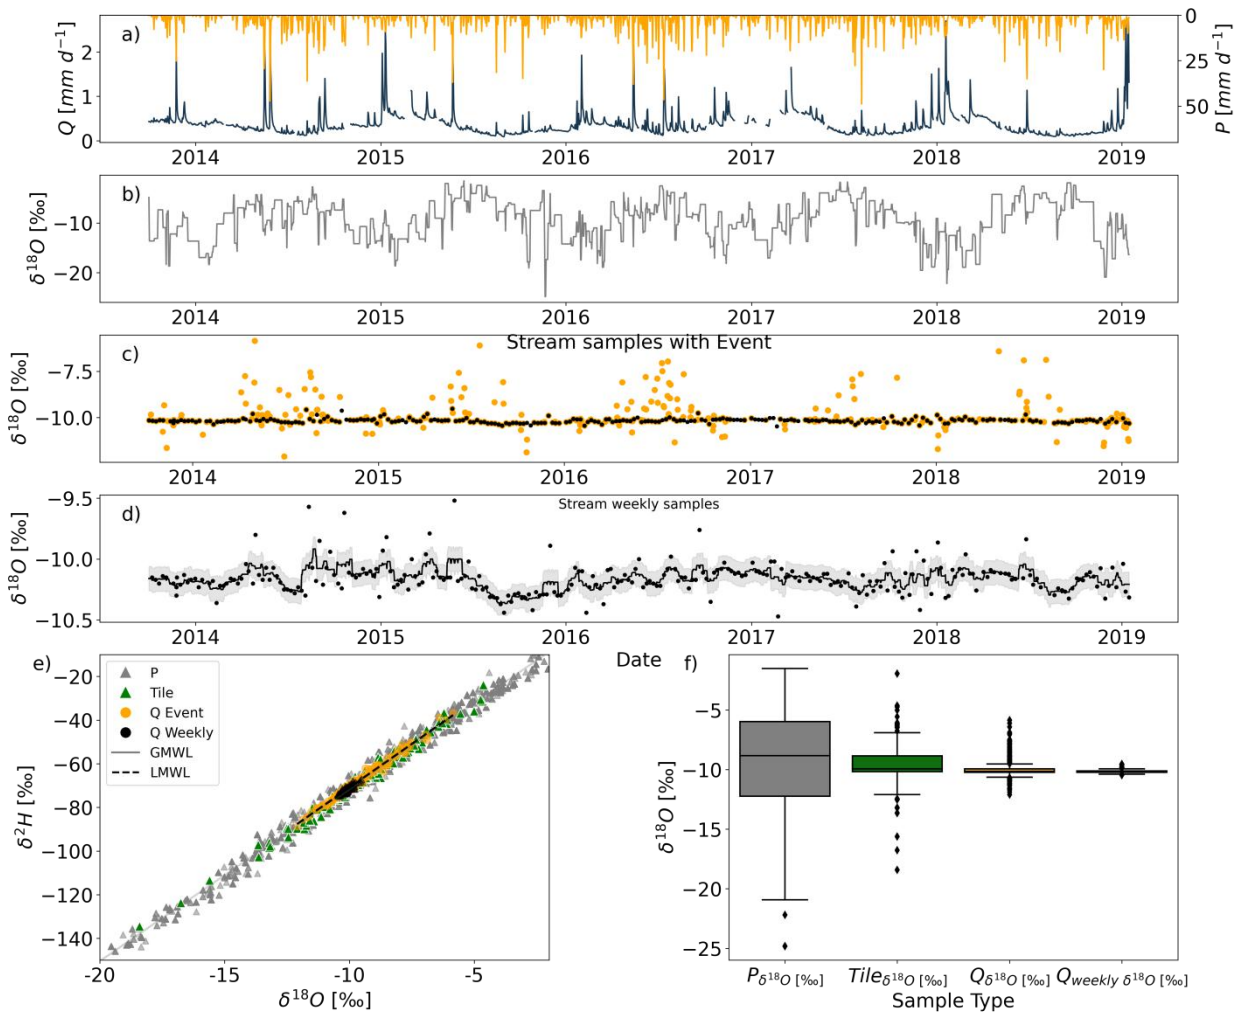 a)
Q [mm d⁻¹]
2
1
0
0
25
50
P [mm d⁻¹]
2014 2015 2016 2017 2018 2019
b)
δ¹⁸O [‰]
−10
−20
2014 2015 2016 2017 2018 2019
c)
Stream samples with Event
δ¹⁸O [‰]
−7.5
−10.0
2014 2015 2016 2017 2018 2019
d)
Stream weekly samples
δ¹⁸O [‰]
−9.5
−10.0
−10.5
2014 2015 2016 2017 2018 2019
Date
e)
P
Tile
Q Event
Q Weekly
GMWL
LMWL
δ²H [‰]
−20
−40
−60
−80
−100
−120
−140
−20 −15 −10 −5
δ¹⁸O [‰]
f)
δ¹⁸O [‰]
−5
−10
−15
−20
−25
P_δ¹⁸O [‰] Tile_δ¹⁸O [‰] Q_δ¹⁸O [‰] Q_weekly δ¹⁸O [‰]
Sample Type